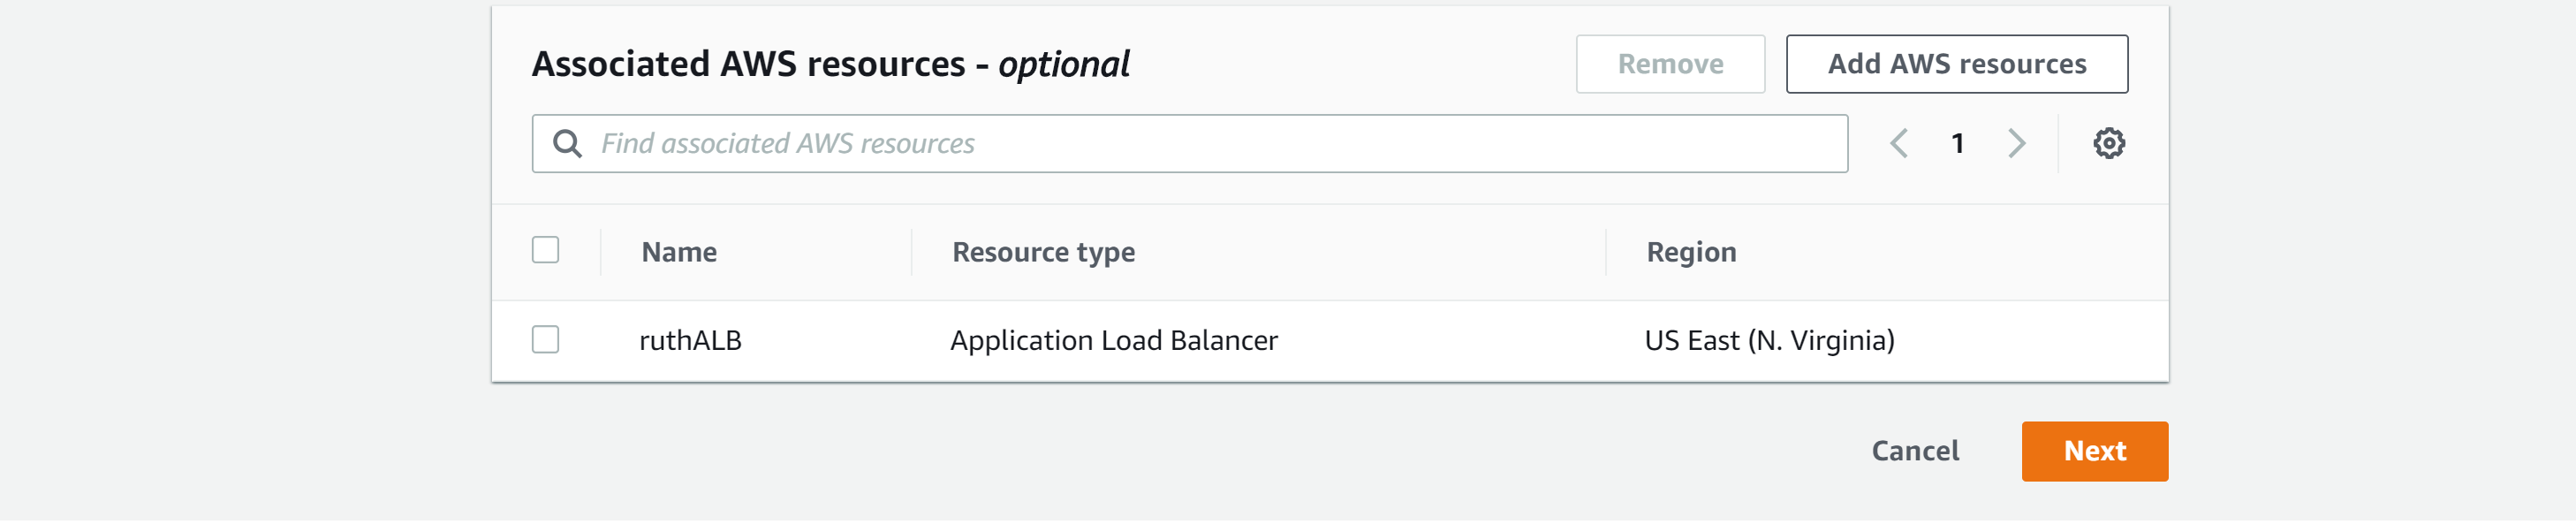 Associated AWS resources - optional
Remove
Add AWS resources
Find associated AWS resources
1
Name Resource type Region
ruthALB Application Load Balancer US East (N. Virginia)
Cancel
Next